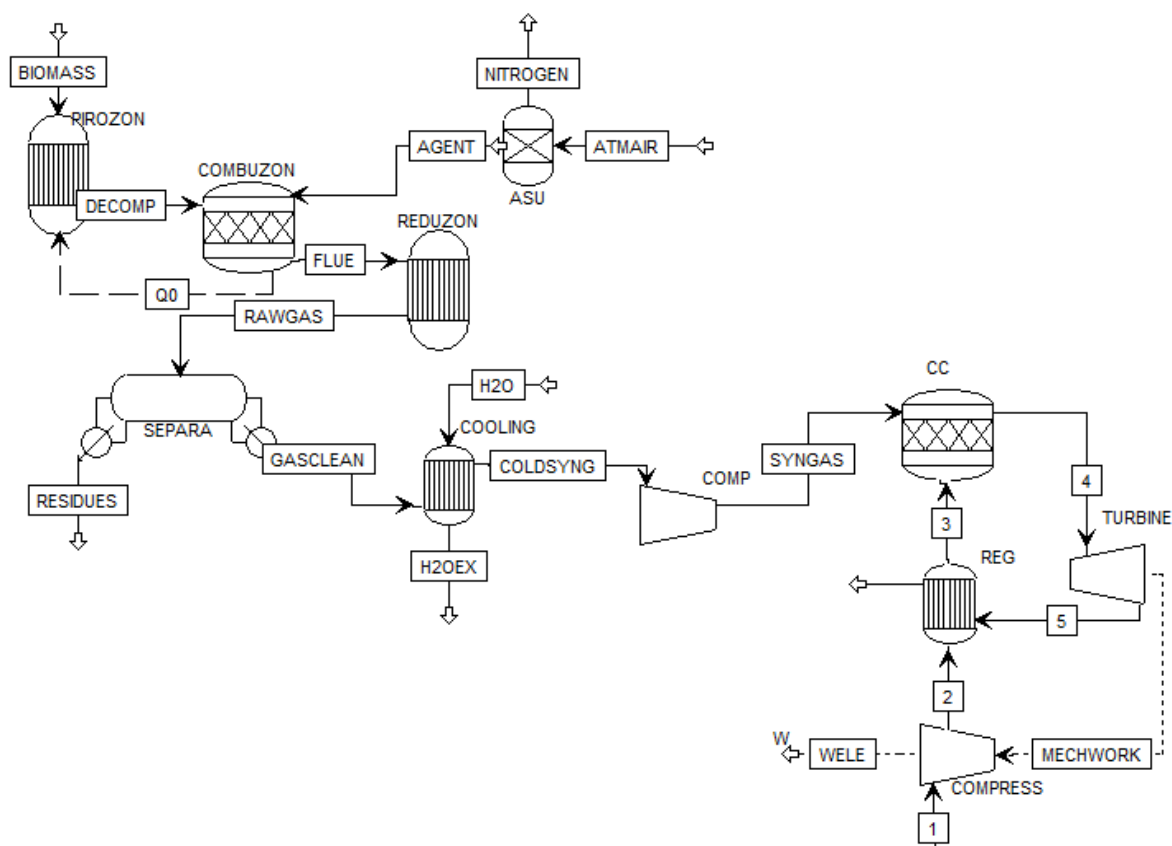 BIOMASS
NITROGEN
PIROZON
AGENT
ATMAIR
COMBUZON
DECOMP
ASU
REDUZON
FLUE
Q0
RAWGAS
CC
H2O
SEPARA
COOLING
GASCLEAN
COLDSYNG
SYNGAS
COMP
4
RESIDUES
3
TURBINE
REG
H2OEX
5
2
W
WELE
MECHWORK
COMPRESS
1